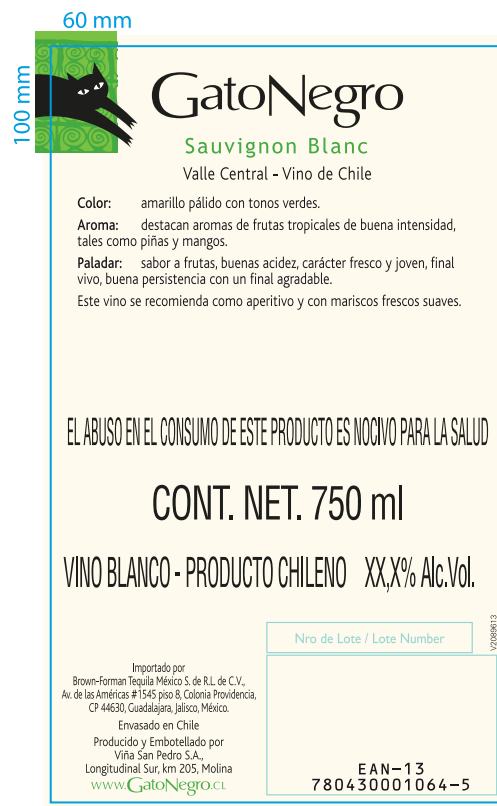 60 mm
100 mm
GatoNegro
Sauvignon Blanc
Valle Central - Vino de Chile
Color: amarillo pálido con tonos verdes.
Aroma: destacan aromas de frutas tropicales de buena intensidad,
tales como piñas y mangos.
Paladar: sabor a frutas, buenas acidez, carácter fresco y joven, final
vivo, buena persistencia con un final agradable.
Este vino se recomienda como aperitivo y con mariscos frescos suaves.
EL ABUSO EN EL CONSUMO DE ESTE PRODUCTO ES NOCIVO PARA LA SALUD
CONT. NET. 750 ml
VINO BLANCO - PRODUCTO CHILENO XX,X% Alc.Vol.
Nro de Lote / Lote Number
V2089613
Importado por
Brown-Forman Tequila México S. de R.L. de C.V.,
Av. de las Américas #1545 piso 8, Colonia Providencia,
CP 44630, Guadalajara, Jalisco, México.
Envasado en Chile
Producido y Embotellado por
Viña San Pedro S.A.,
Longitudinal Sur, km 205, Molina
www.GatoNegro.cl
EAN-13
780430001064-5